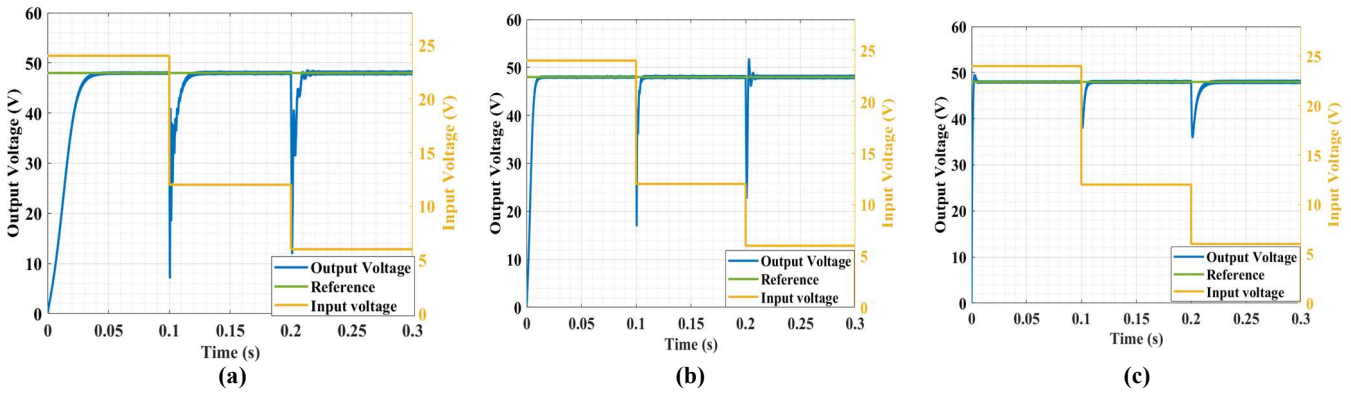 60
50
40
30
20
10
0
Output Voltage (V)
25
20
15
10
5
0
Input Voltage (V)
Output Voltage
Reference
Input voltage
0 0.05 0.1 0.15 0.2 0.25 0.3
Time (s)
(a)
60
50
40
30
20
10
0
Output Voltage (V)
25
20
15
10
5
0
Input Voltage (V)
Output Voltage
Reference
Input voltage
0 0.05 0.1 0.15 0.2 0.25 0.3
Time (s)
(b)
60
50
40
30
20
10
0
Output Voltage (V)
25
20
15
10
5
0
Input Voltage (V)
Output Voltage
Reference
Input voltage
0 0.05 0.1 0.15 0.2 0.25 0.3
Time (s)
(c)